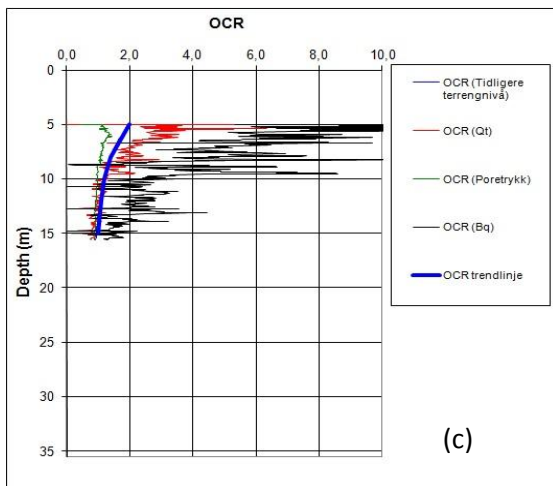 OCR
0,0 2,0 4,0 6,0 8,0 10,0
0
5
10
15
20
25
30
35
Depth (m)
OCR (Tidligere
terrengnivå)
OCR (Qt)
OCR (Poretrykk)
OCR (Bq)
OCR trendlinje
(c)